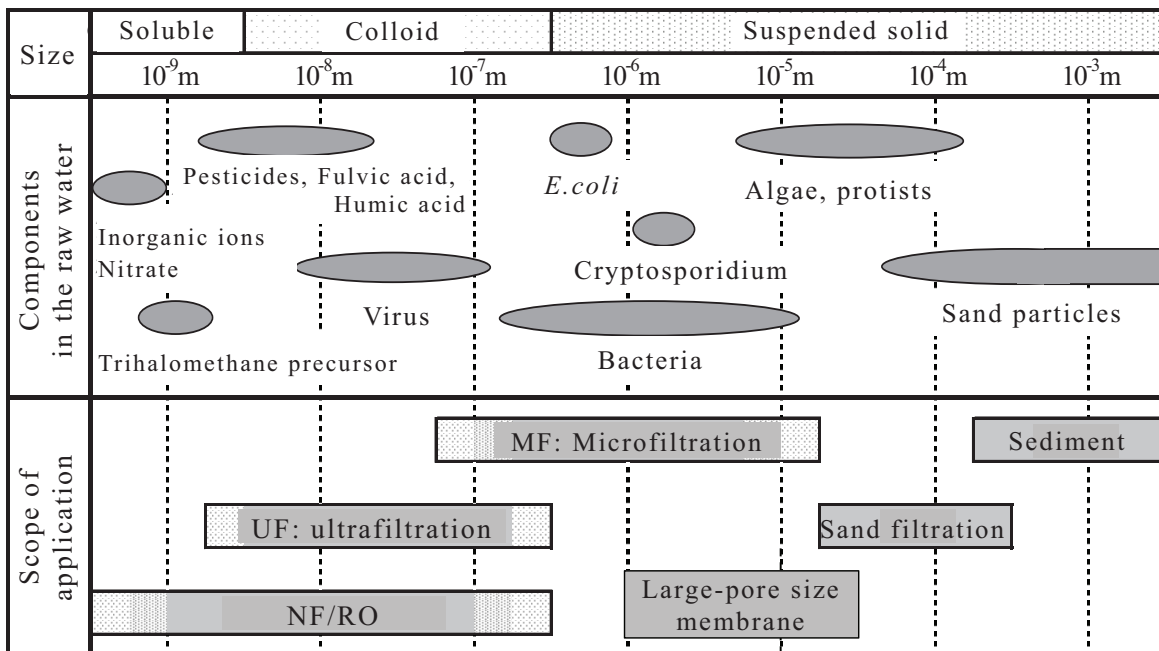 Size
Soluble
Colloid
Suspended solid
10⁻⁹m
10⁻⁸m
10⁻⁷m
10⁻⁶m
10⁻⁵m
10⁻⁴m
10⁻³m
Components
in the raw water
Pesticides, Fulvic acid,
Humic acid
E.coli
Algae, protists
Inorganic ions
Nitrate
Cryptosporidium
Virus
Sand particles
Trihalomethane precursor
Bacteria
Scope of
application
MF: Microfiltration
Sediment
UF: ultrafiltration
Sand filtration
NF/RO
Large-pore size
membrane